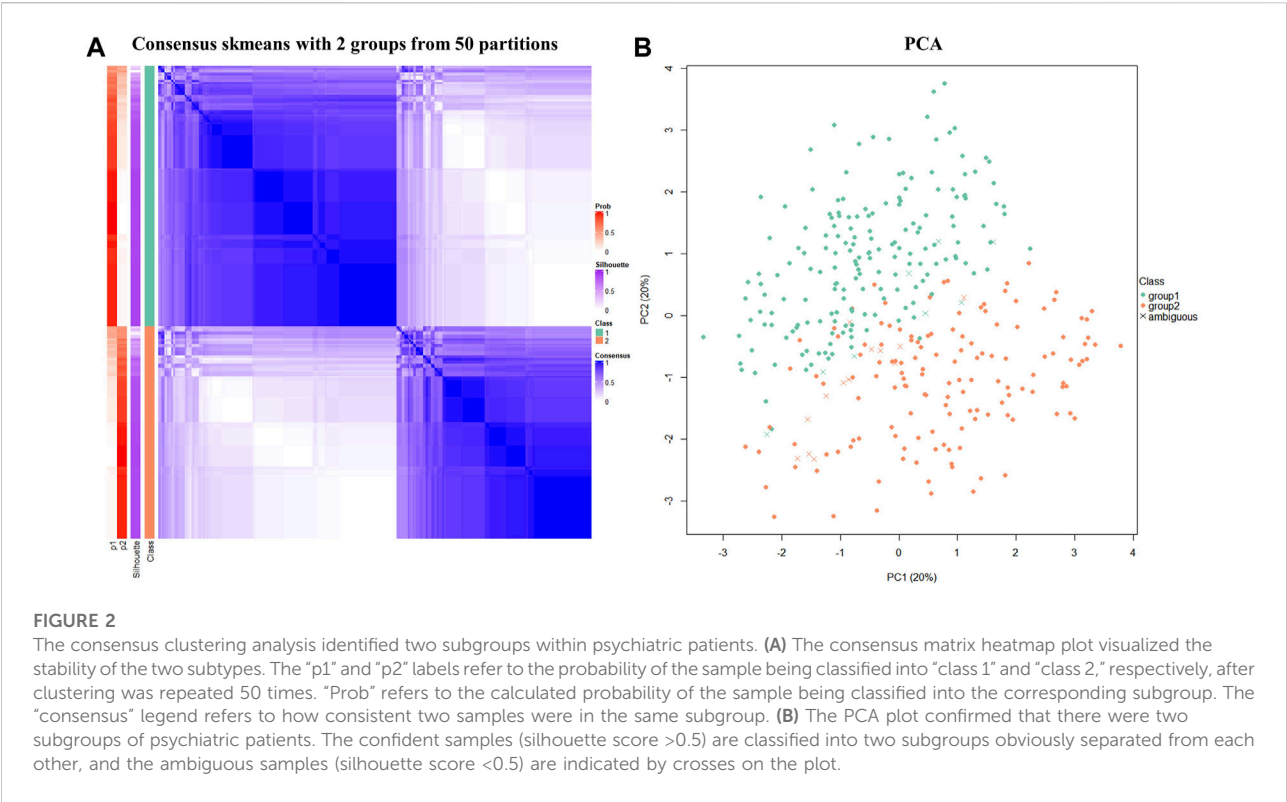 A Consensus skmeans with 2 groups from 50 partitions
Prob
1
0.5
0
Silhouette
1
0.5
0
Class
1
2
Consensus
1
0.5
0
p1
p2
Silhouette
Class
B PCA
PC2 (20%)
4
3
2
1
0
-1
-2
-3
-3 -2 -1 0 1 2 3 4
PC1 (20%)
Class
group1
group2
ambiguous
FIGURE 2
The consensus clustering analysis identified two subgroups within psychiatric patients. (A) The consensus matrix heatmap plot visualized the
stability of the two subtypes. The “p1” and “p2” labels refer to the probability of the sample being classified into “class 1” and “class 2,” respectively, after
clustering was repeated 50 times. “Prob” refers to the calculated probability of the sample being classified into the corresponding subgroup. The
“consensus” legend refers to how consistent two samples were in the same subgroup. (B) The PCA plot confirmed that there were two
subgroups of psychiatric patients. The confident samples (silhouette score >0.5) are classified into two subgroups obviously separated from each
other, and the ambiguous samples (silhouette score <0.5) are indicated by crosses on the plot.